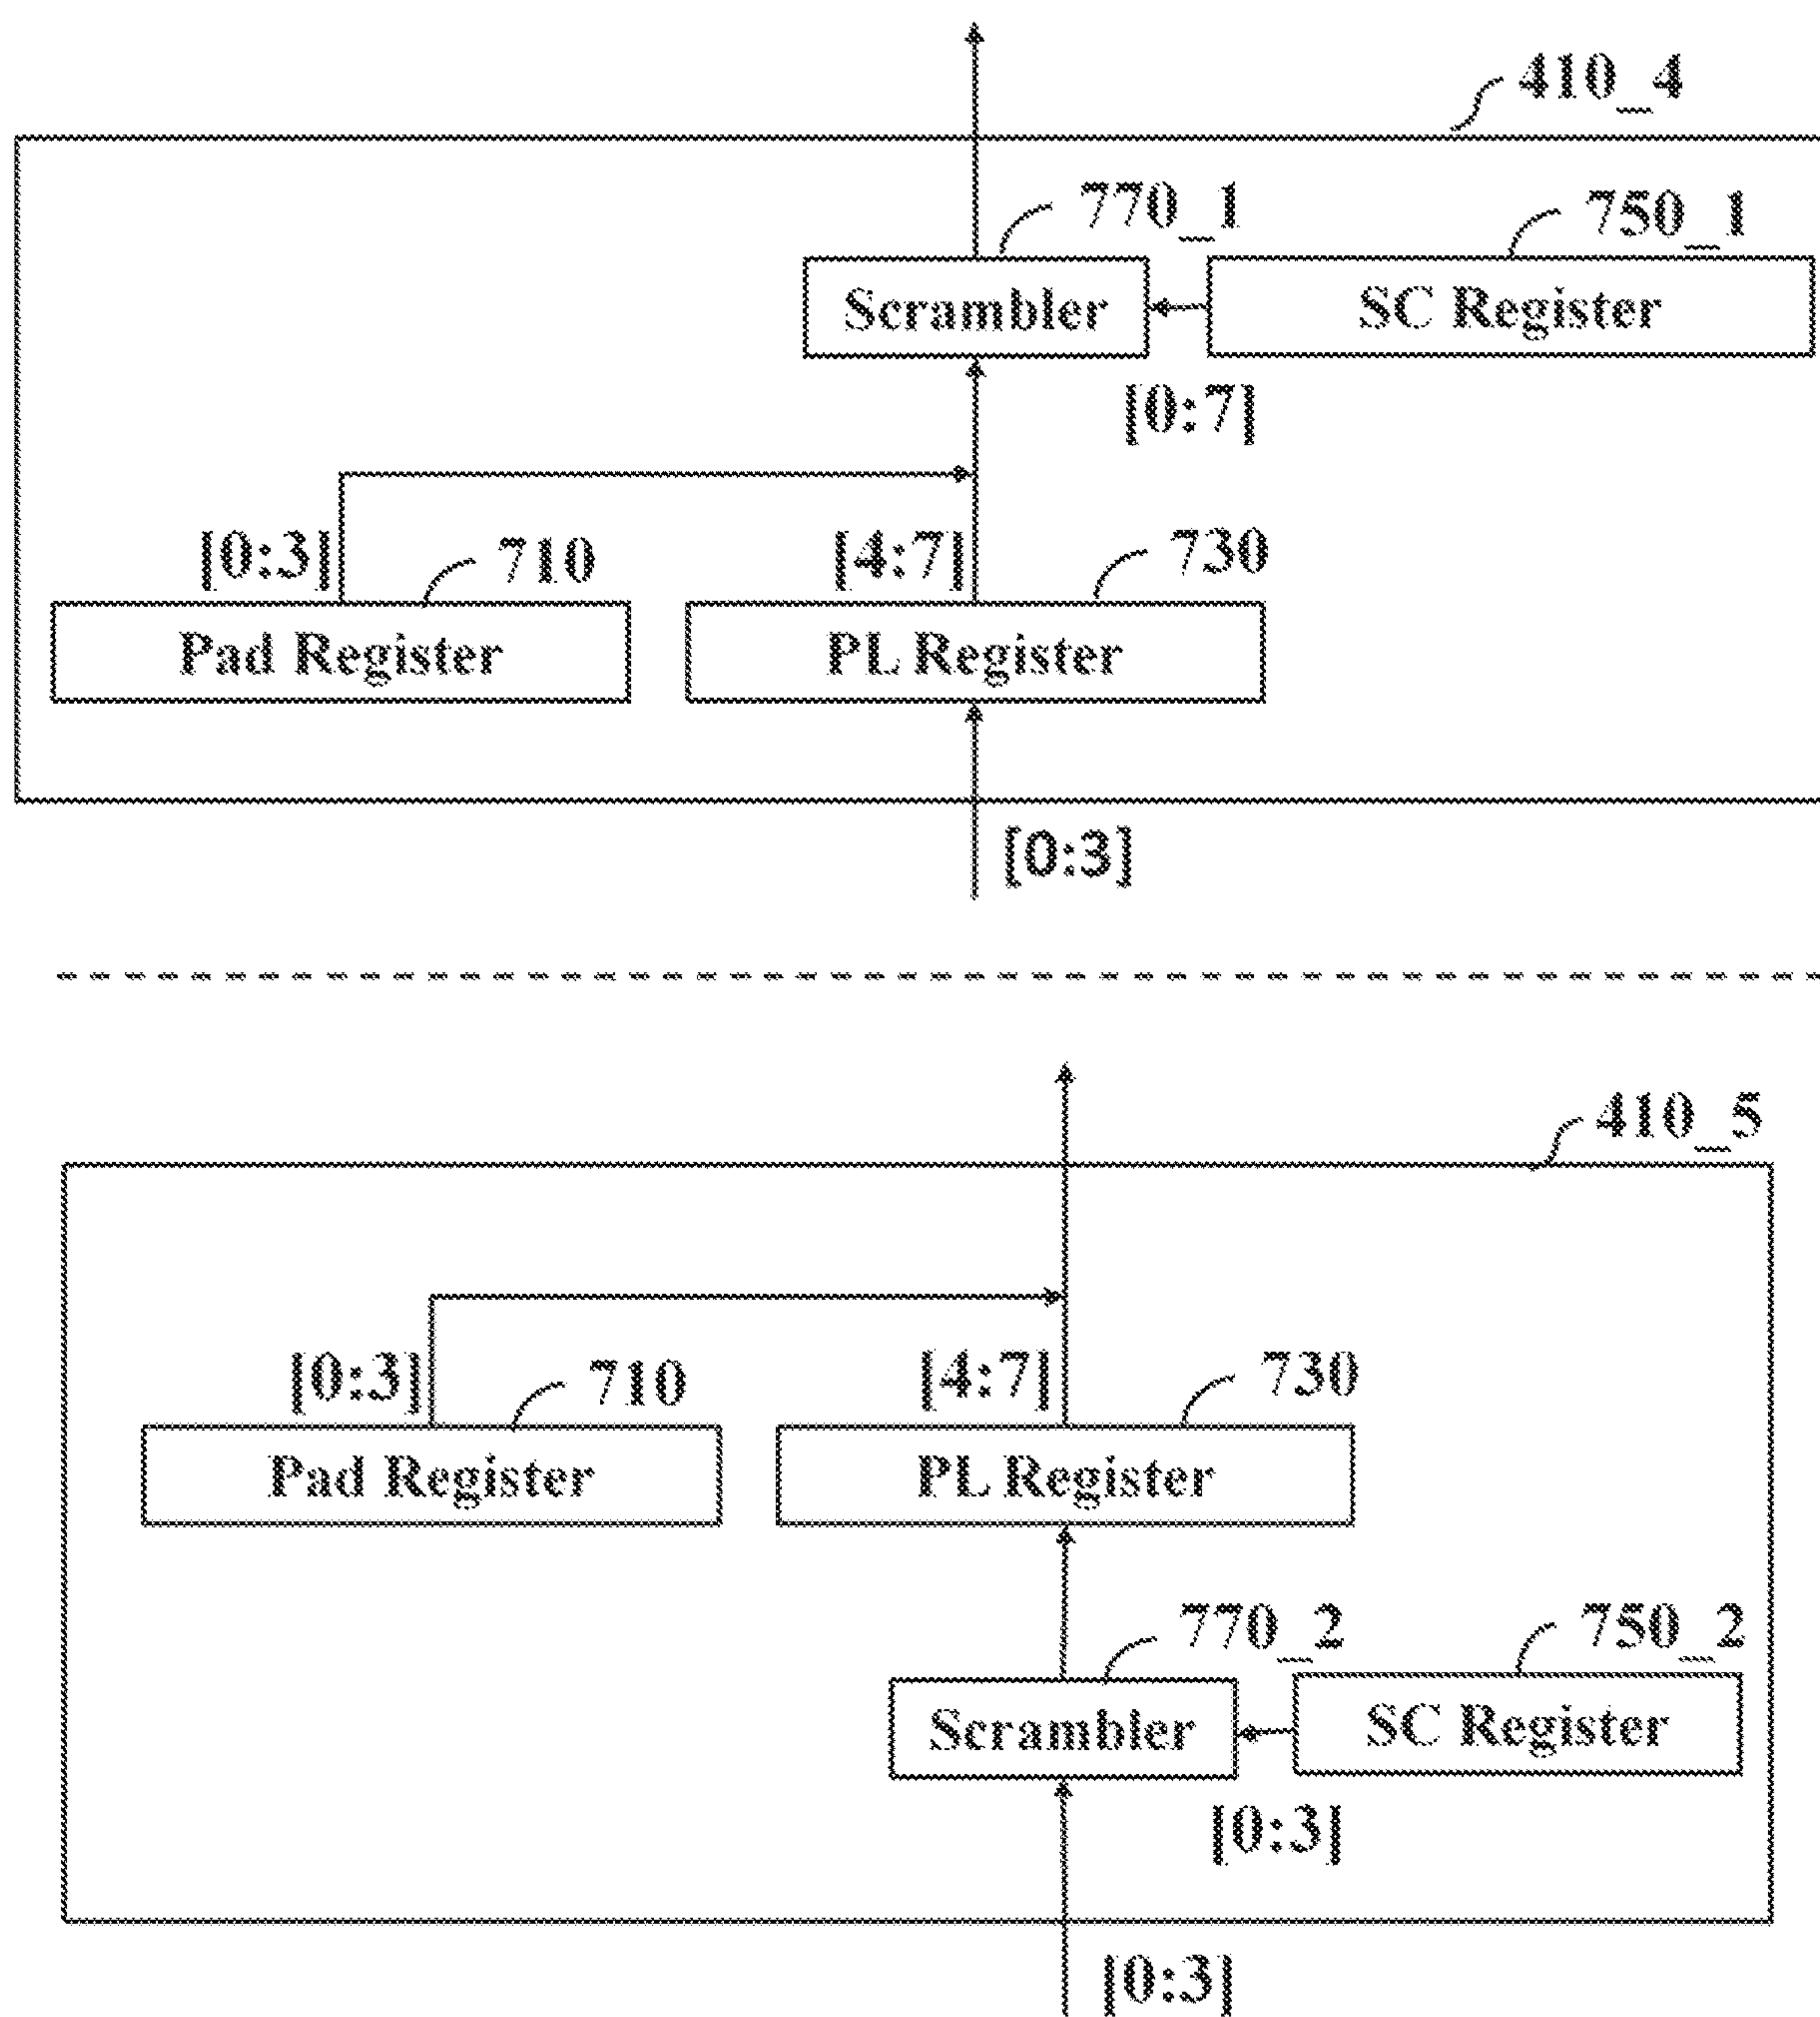 410_4
770_1 750_1
Scrambler SC Register
[0:7]
[0:3] 710 [4:7] 730
Pad Register PL Register
[0:3]
410_5
[0:3] 710 [4:7] 730
Pad Register PL Register
770_2 750_2
Scrambler SC Register
[0:3]
[0:3]